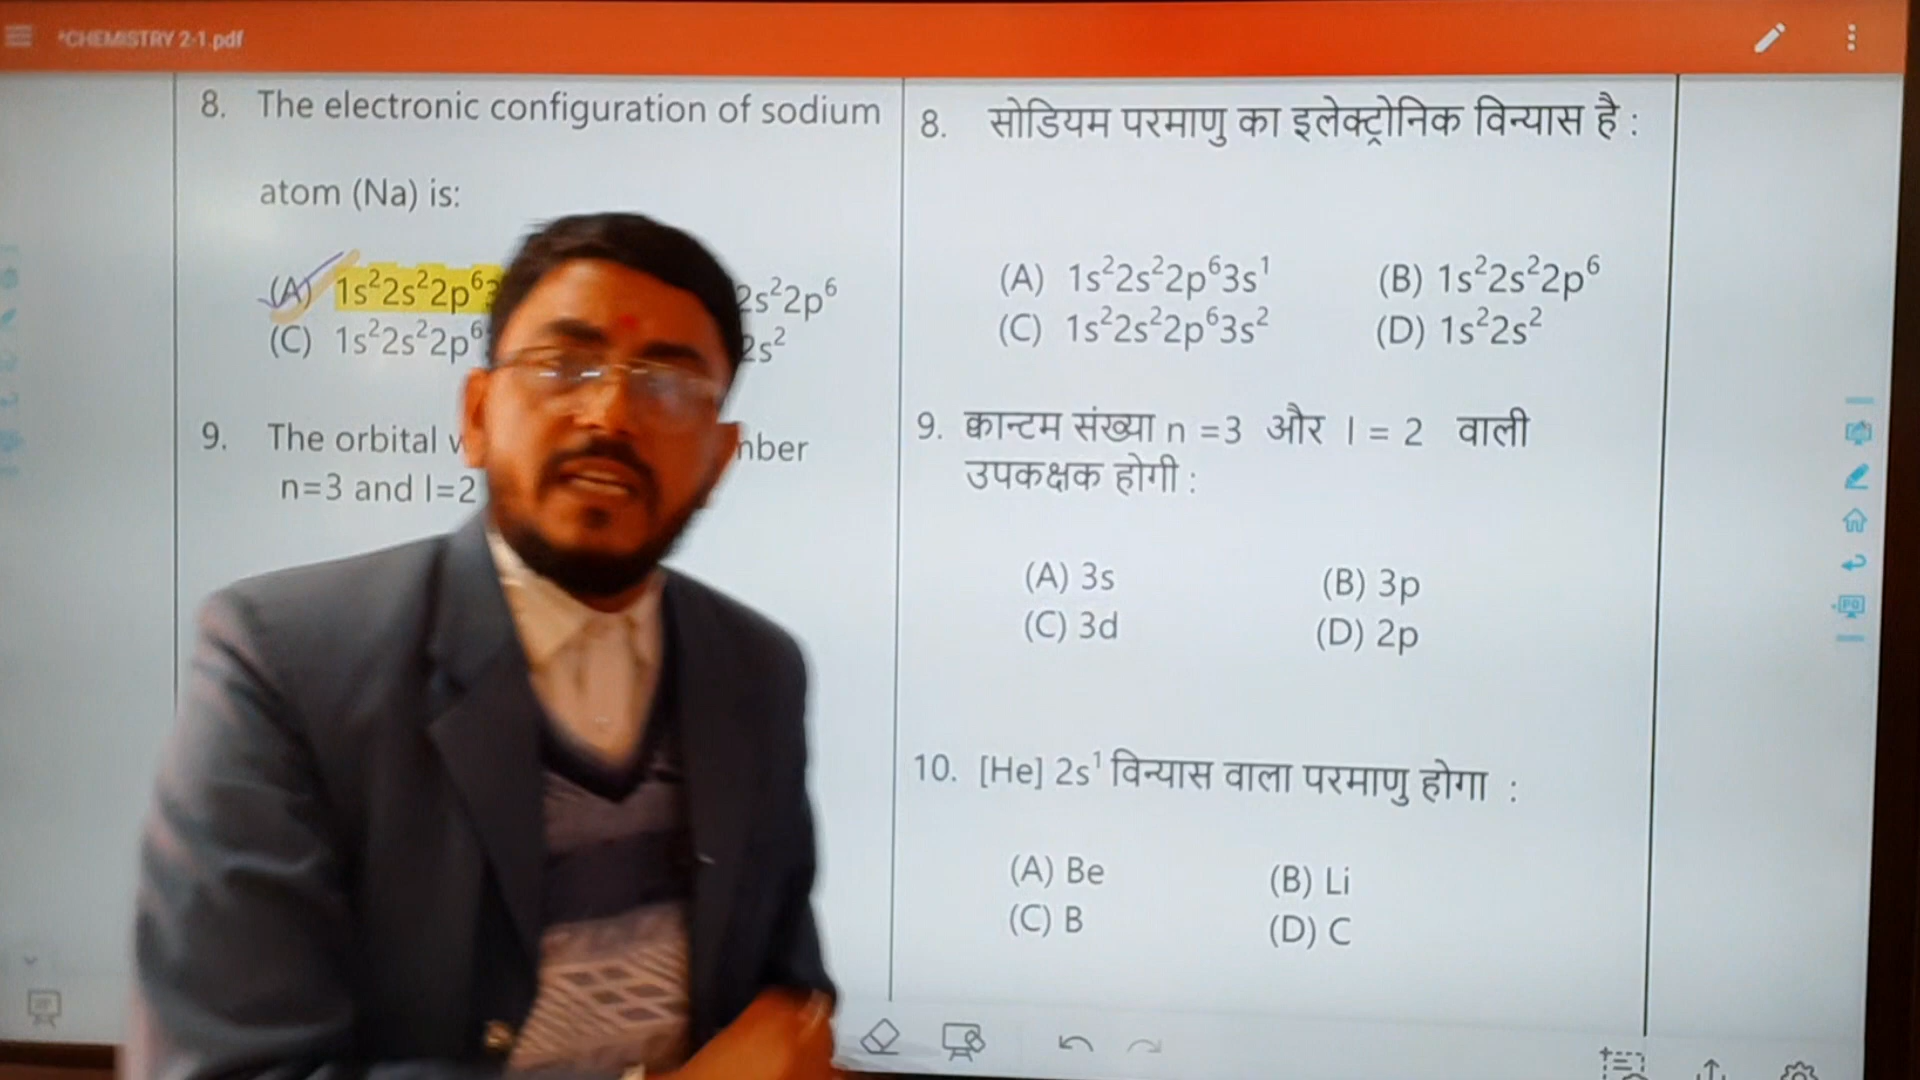 *CHEMISTRY 2-1.pdf
8. The electronic configuration of sodium
atom (Na) is:
(A) 1s²2s²2p⁶ 2s²2p⁶
(C) 1s²2s²2p⁶ 2s²
9. The orbital
n=3 and l=2
8. सोडियम परमाणु का इलेक्ट्रोनिक विन्यास है :
(A) 1s²2s²2p⁶3s¹ (B) 1s²2s²2p⁶
(C) 1s²2s²2p⁶3s² (D) 1s²2s²
9. क्वान्टम संख्या n =3 और l = 2 वाली
उपकक्षक होगी :
(A) 3s (B) 3p
(C) 3d (D) 2p
10. [He] 2s¹ विन्यास वाला परमाणु होगा :
(A) Be (B) Li
(C) B (D) C